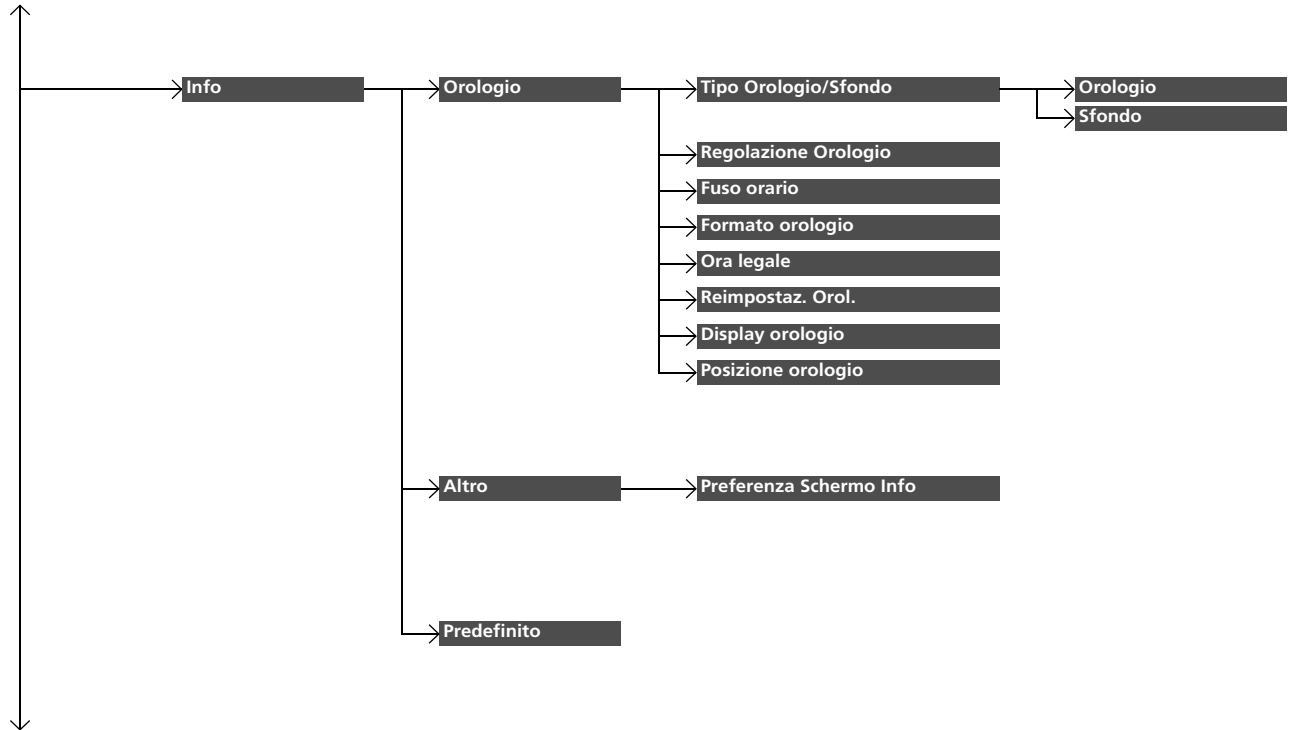 Info
Orologio
Tipo Orologio/Sfondo
Orologio
Sfondo
Regolazione Orologio
Fuso orario
Formato orologio
Ora legale
Reimpostaz. Orol.
Display orologio
Posizione orologio
Altro
Preferenza Schermo Info
Predefinito